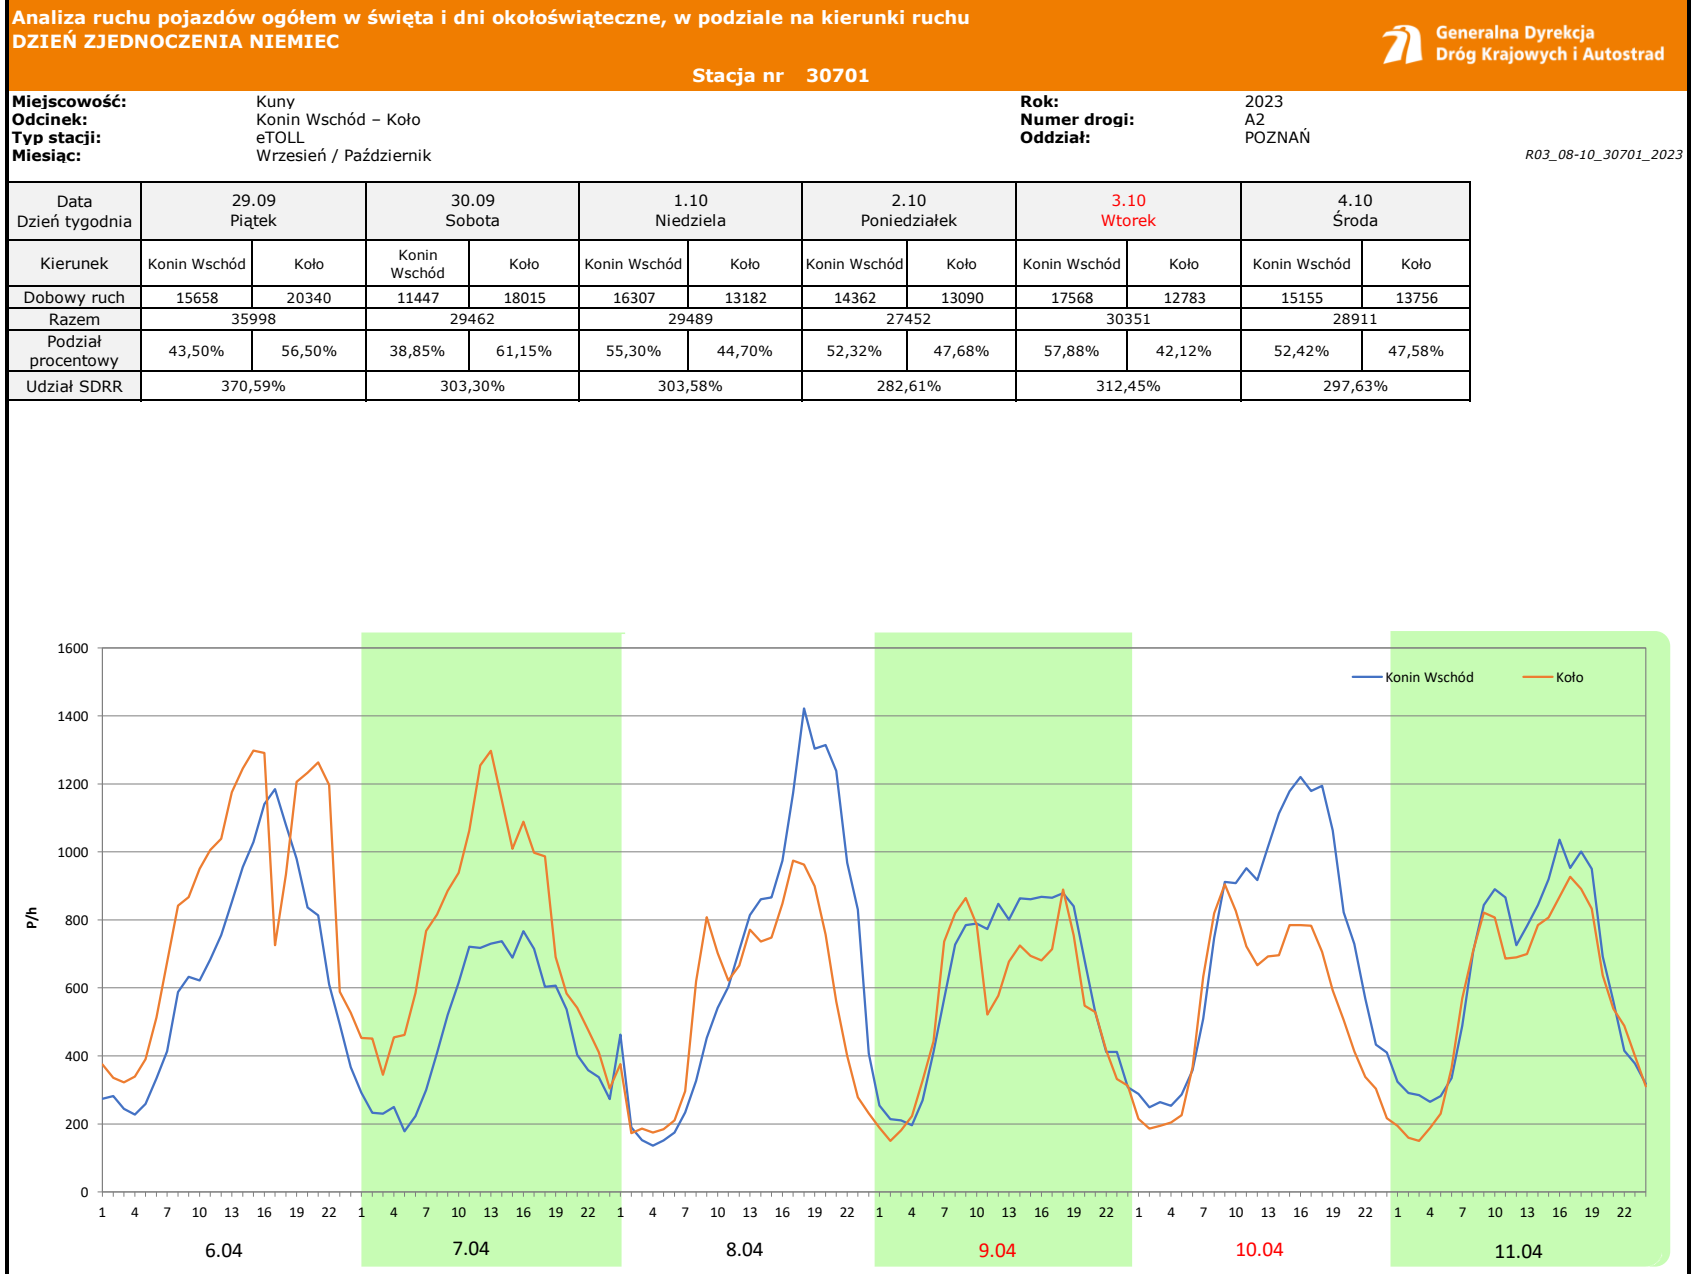 Analiza ruchu pojazdów ogółem w święta i dni okołoświąteczne, w podziale na kierunki ruchu
DZIEŃ ZJEDNOCZENIA NIEMIEC
Generalna Dyrekcja
Dróg Krajowych i Autostrad
Stacja nr 30701
Miejscowość: Kuny Rok: 2023
Odcinek: Konin Wschód – Koło Numer drogi: A2
Typ stacji: eTOLL Oddział: POZNAŃ
Miesiąc: Wrzesień / Październik R03_08-10_30701_2023
Data 29.09 30.09 1.10 2.10 3.10 4.10
Dzień tygodnia Piątek Sobota Niedziela Poniedziałek Wtorek Środa
Kierunek Konin Wschód Koło Konin Wschód Koło Konin Wschód Koło Konin Wschód Koło Konin Wschód Koło Konin Wschód Koło
Dobowy ruch 15658 20340 11447 18015 16307 13182 14362 13090 17568 12783 15155 13756
Razem 35998 29462 29489 27452 30351 28911
Podział procentowy 43,50% 56,50% 38,85% 61,15% 55,30% 44,70% 52,32% 47,68% 57,88% 42,12% 52,42% 47,58%
Udział SDRR 370,59% 303,30% 303,58% 282,61% 312,45% 297,63%
1600
Konin Wschód Koło
1400
1200
1000
P/h
800
600
400
200
0
1 4 7 10 13 16 19 22 1 4 7 10 13 16 19 22 1 4 7 10 13 16 19 22 1 4 7 10 13 16 19 22 1 4 7 10 13 16 19 22 1 4 7 10 13 16 19 22
6.04 7.04 8.04 9.04 10.04 11.04